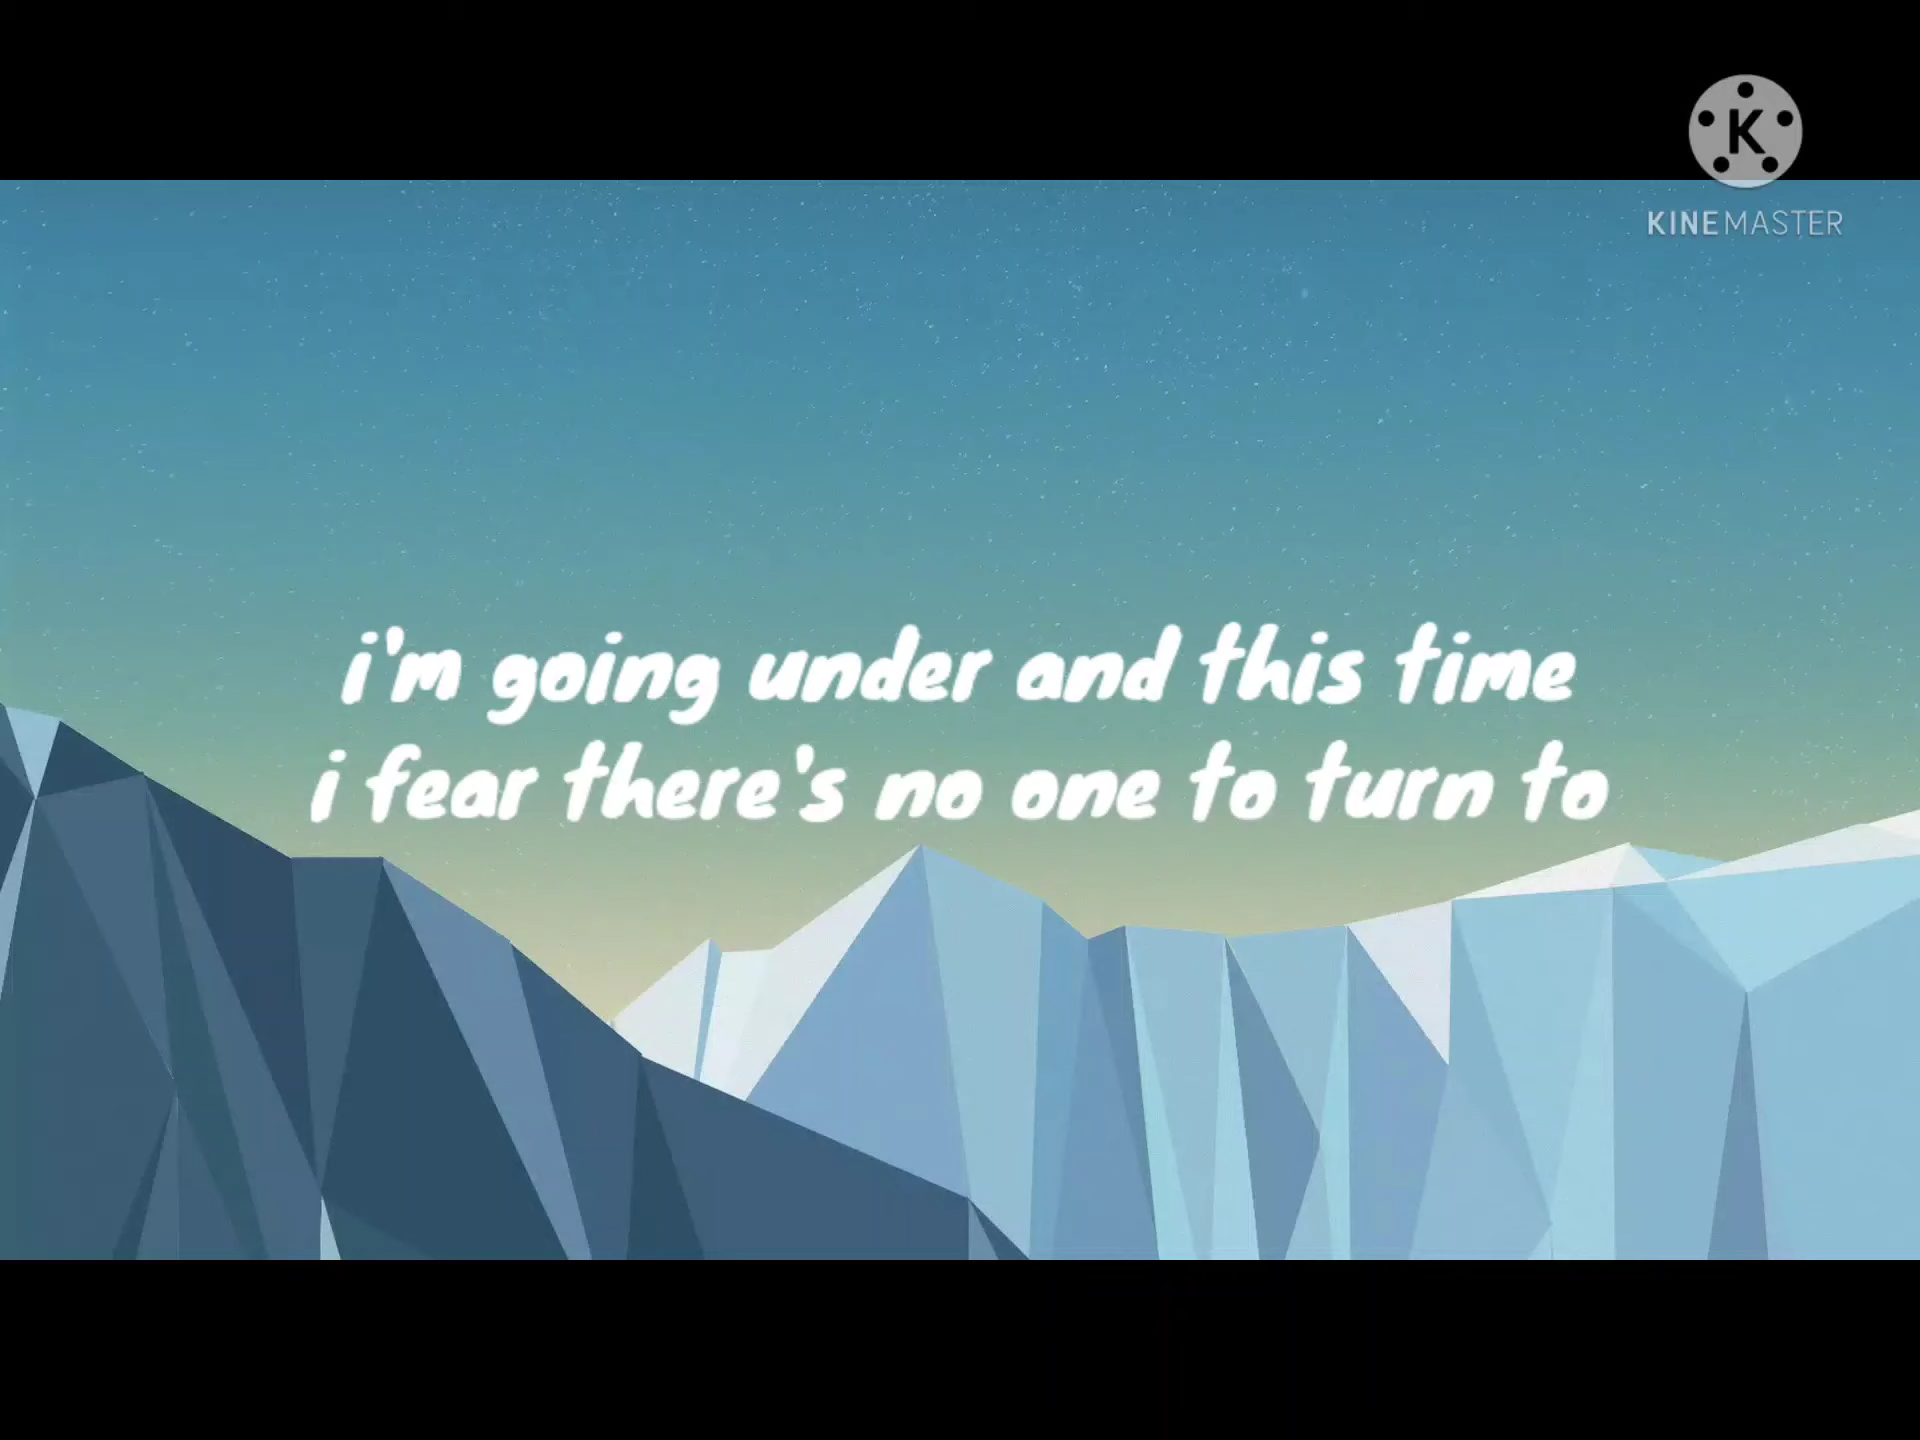 K
KINEMASTER
i'm going under and this time
i fear there's no one to turn to